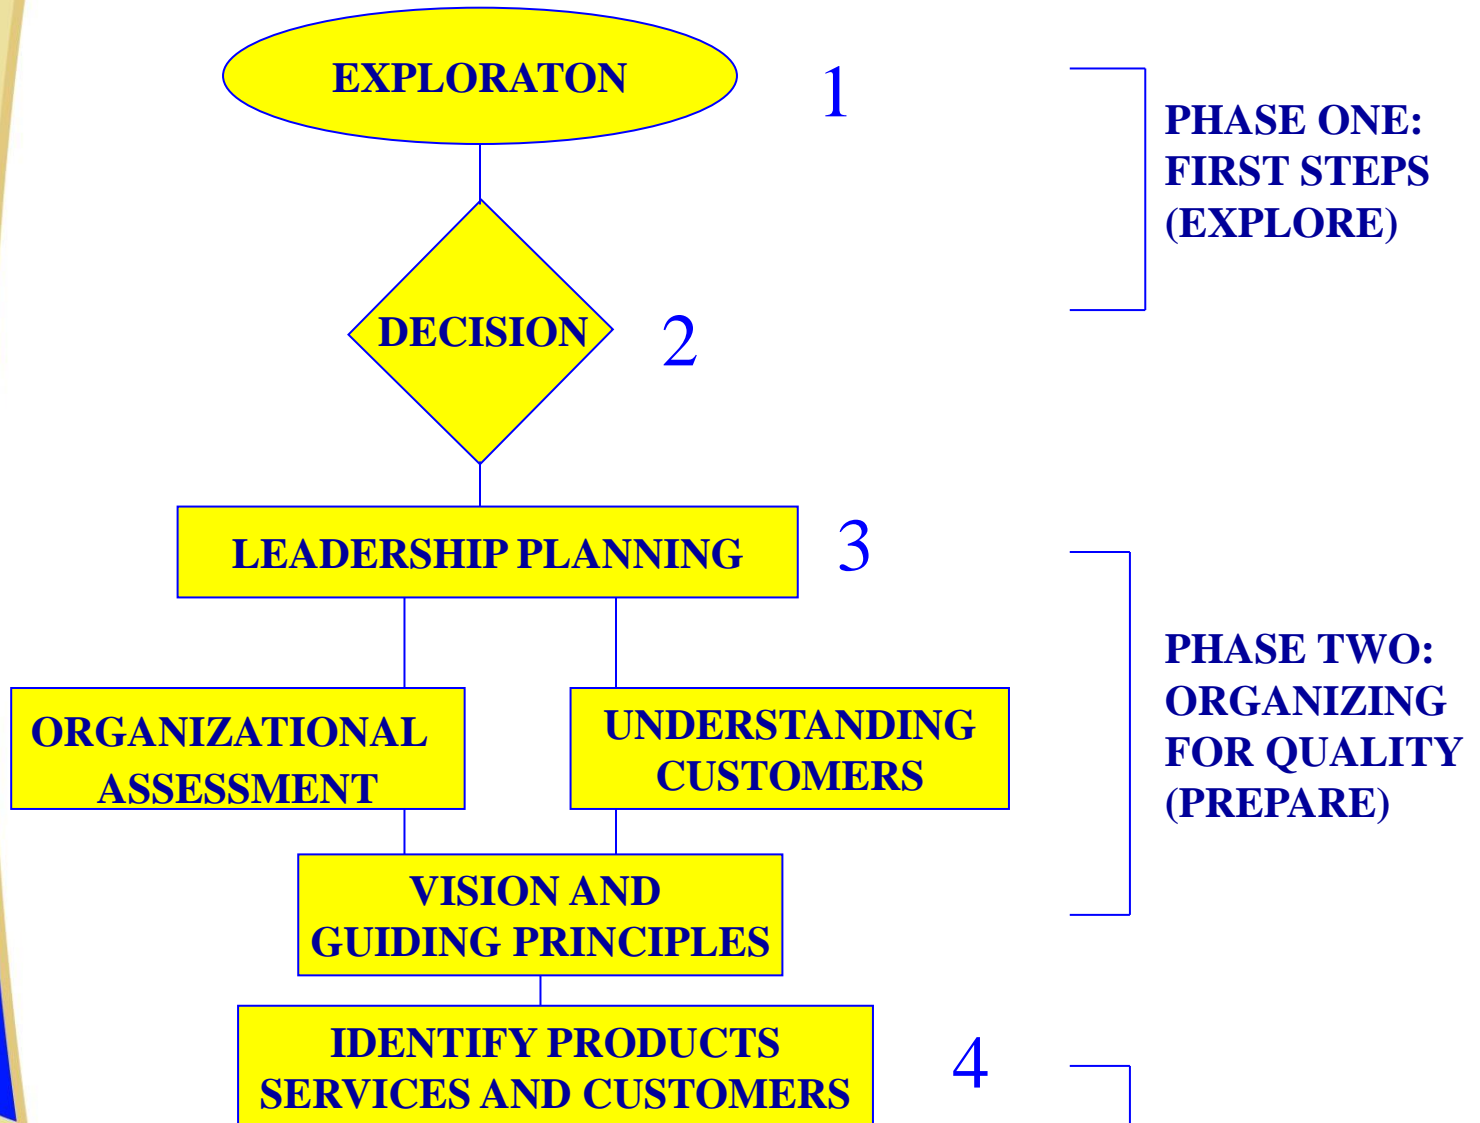 EXPLORATON
1
PHASE ONE:
FIRST STEPS
(EXPLORE)
DECISION
2
LEADERSHIP PLANNING
3
PHASE TWO:
ORGANIZING
FOR QUALITY
(PREPARE)
ORGANIZATIONAL
ASSESSMENT
UNDERSTANDING
CUSTOMERS
VISION AND
GUIDING PRINCIPLES
IDENTIFY PRODUCTS
SERVICES AND CUSTOMERS
4